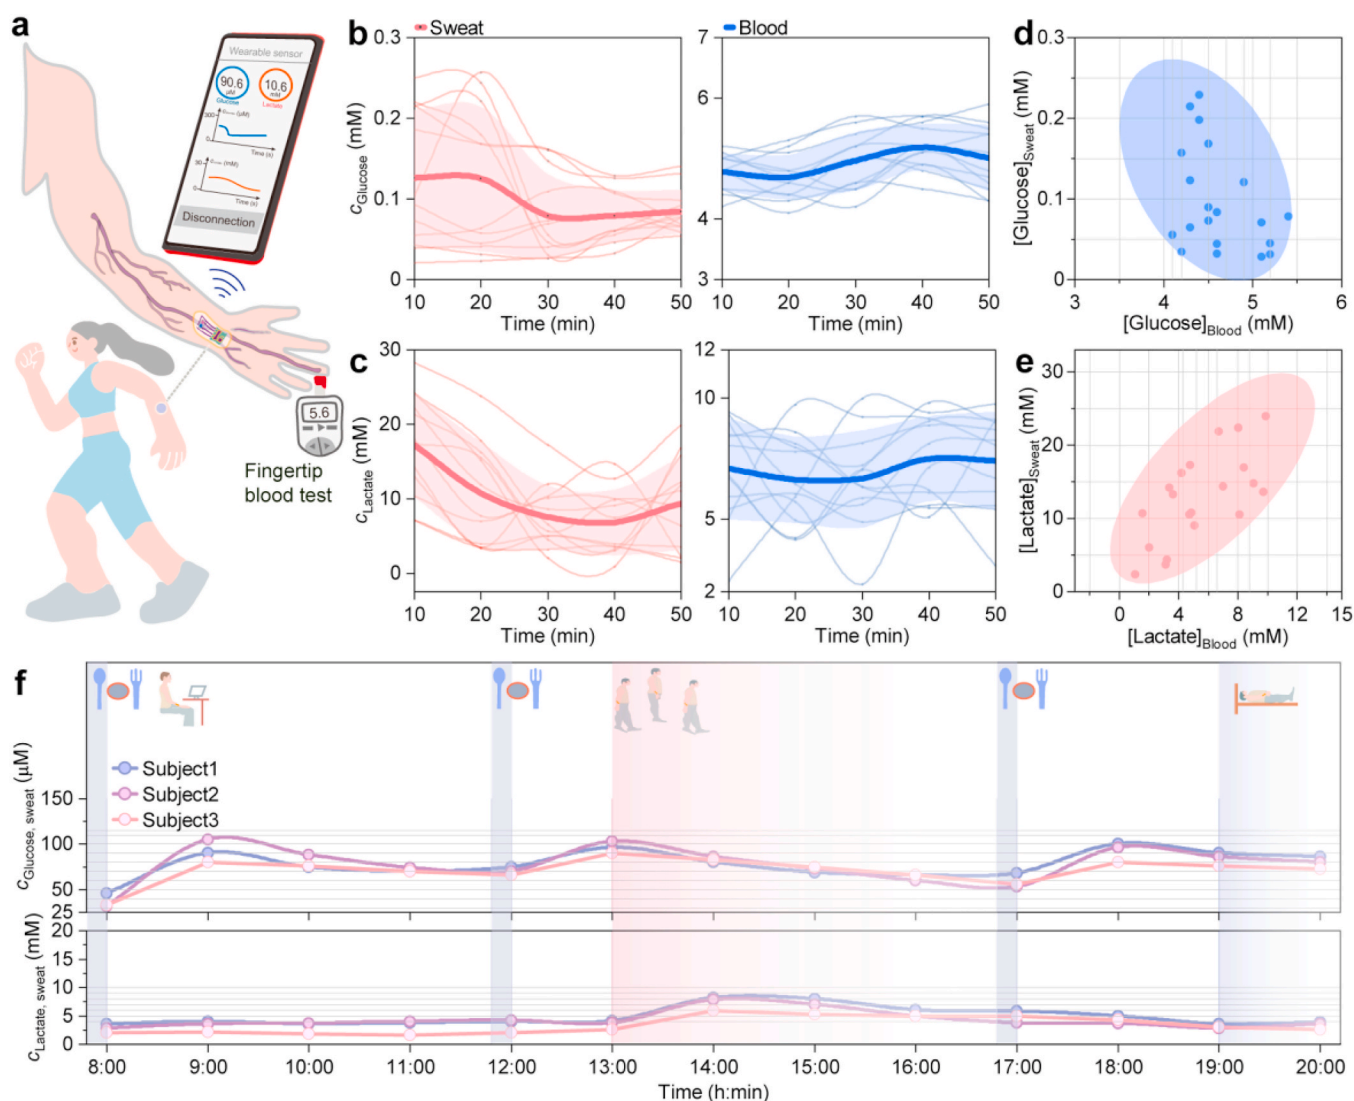 a
Wearable sensor
90.6
µM
Glucose
10.6
mM
Lactate
300
(µM)
0
Time (s)
30
(mM)
0
Time (s)
Disconnection
5.6
Fingertip
blood test
b
Sweat
Blood
cGlucose (mM)
0.3
0.2
0.1
0
10 20 30 40 50
Time (min)
7
6
4
3
10 20 30 40 50
Time (min)
c
cLactate (mM)
30
20
10
0
10 20 30 40 50
Time (min)
12
10
5
2
10 20 30 40 50
Time (min)
d
[Glucose]Sweat (mM)
0.3
0.2
0.1
0
3 4 5 6
[Glucose]Blood (mM)
e
[Lactate]Sweat (mM)
30
20
10
0
0 4 8 12 15
[Lactate]Blood (mM)
f
Subject1
Subject2
Subject3
cGlucose, sweat (µM)
150
100
50
25
cLactate, sweat (mM)
20
15
10
5
0
8:00 9:00 10:00 11:00 12:00 13:00 14:00 15:00 16:00 17:00 18:00 19:00 20:00
Time (h:min)